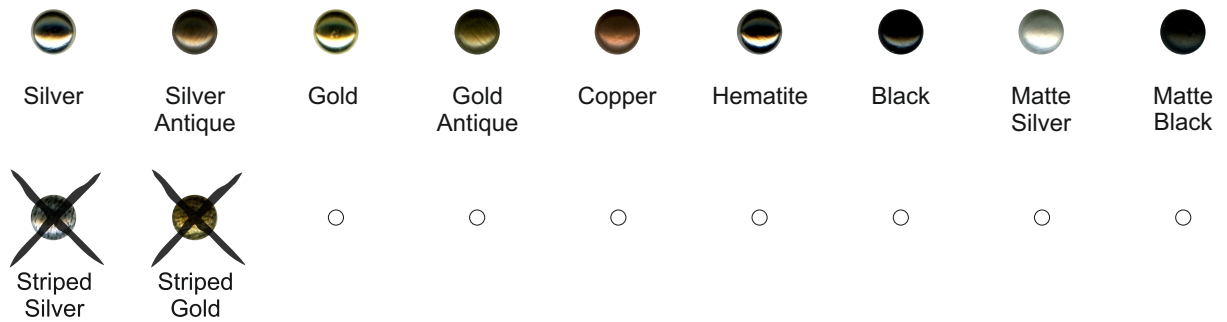 Silver
Silver
Antique
Gold
Gold
Antique
Copper
Hematite
Black
Matte
Silver
Matte
Black
Striped
Silver
Striped
Gold